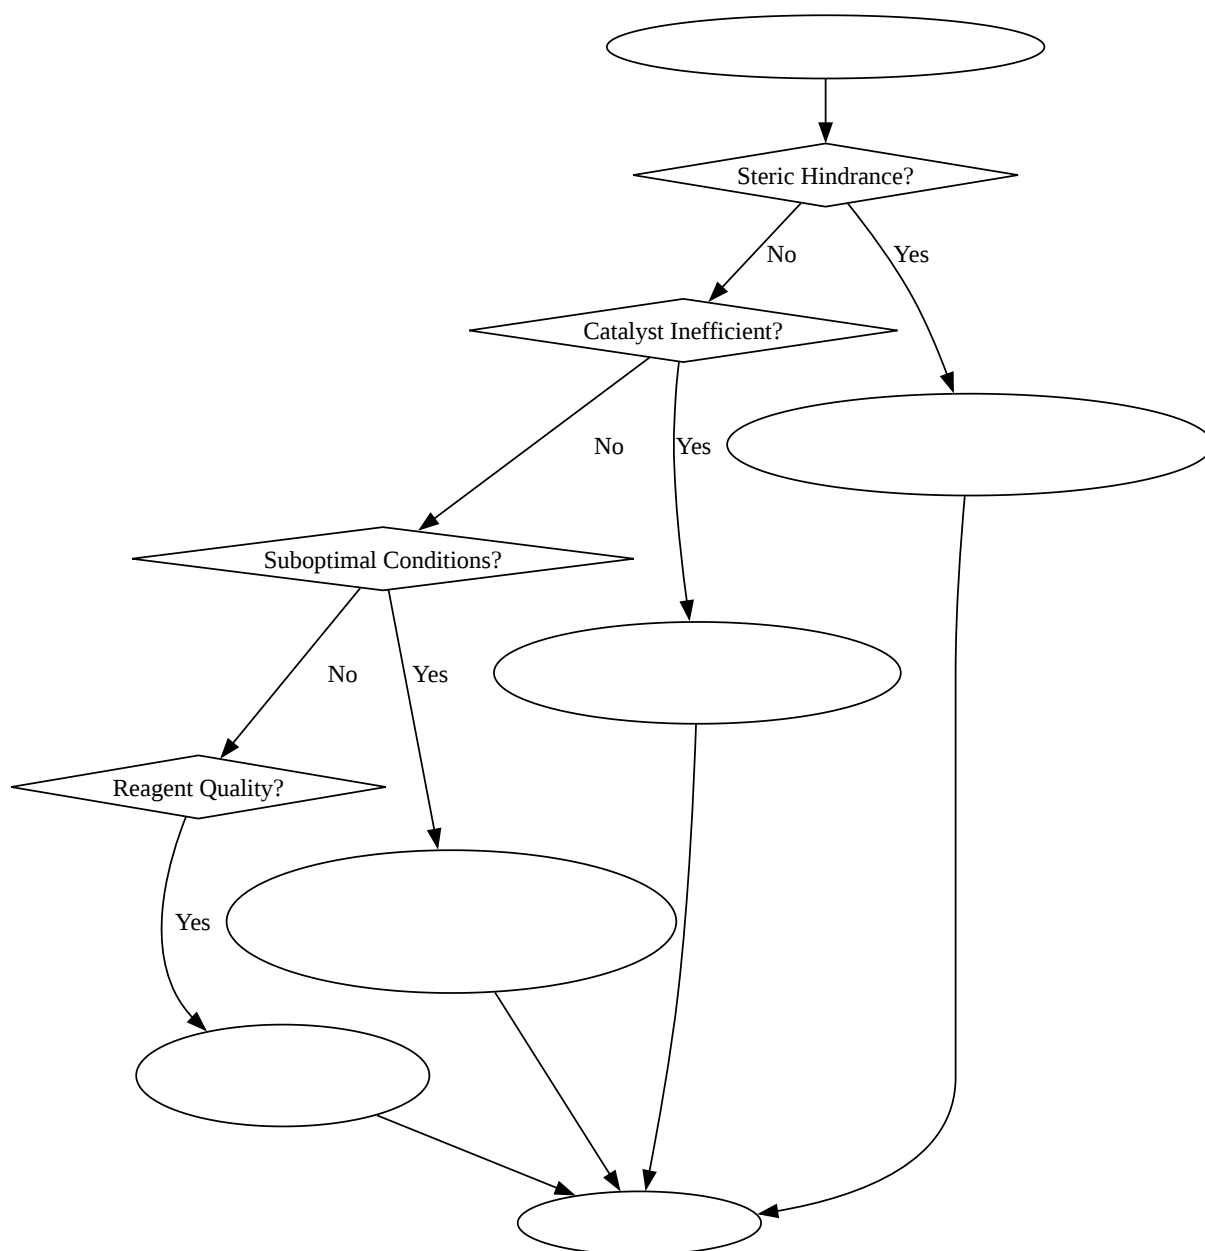 Steric Hindrance?
No
Yes
Catalyst Inefficient?
No
Yes
Suboptimal Conditions?
No
Yes
Reagent Quality?
Yes